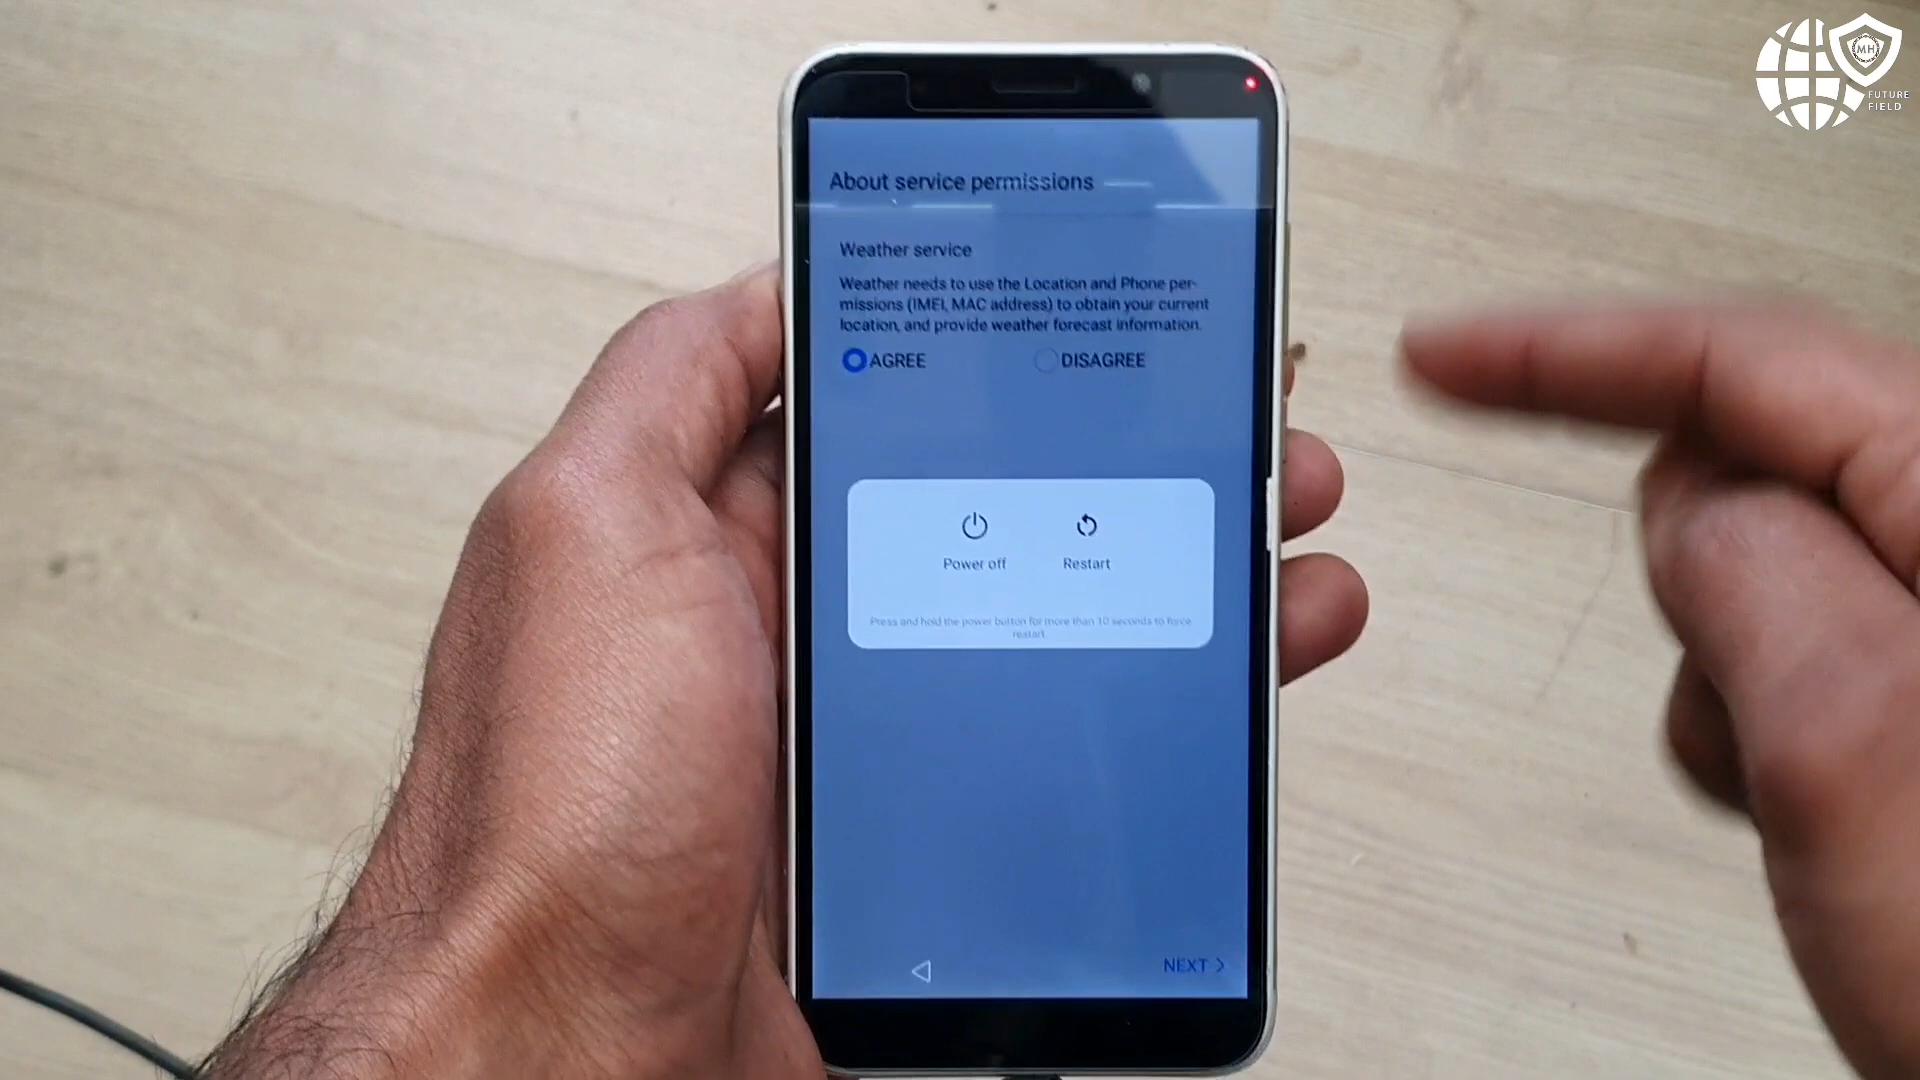 MH
FUTURE
FIELD
About service permissions
Weather service
Weather needs to use the Location and Phone per-
missions (IMEI, MAC address) to obtain your current
location, and provide weather forecast information.
AGREE
DISAGREE
Power off
Restart
Press and hold the power button for more than 10 seconds to force
restart.
NEXT